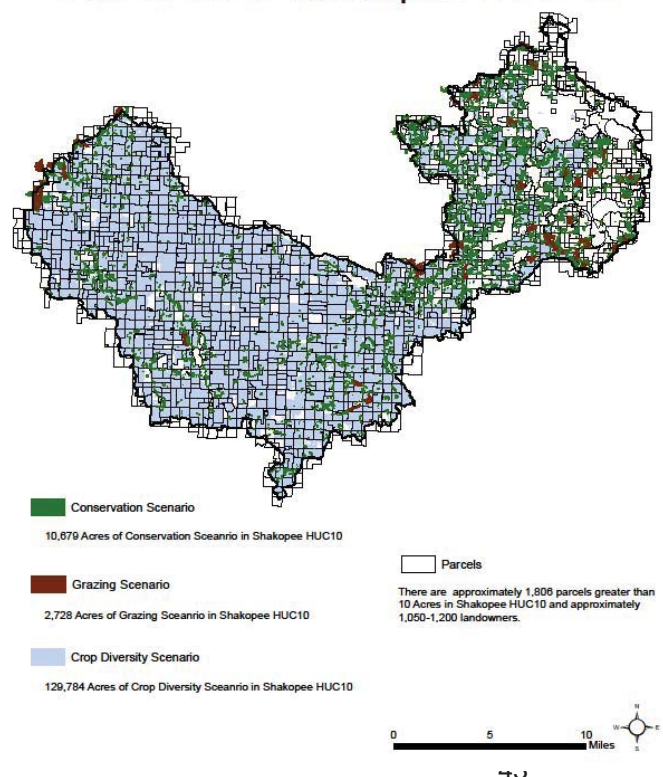 Conservation Scenario
10,679 Acres of Conservation Sceanrio in Shakopee HUC10
Grazing Scenario
2,728 Acres of Grazing Sceanrio in Shakopee HUC10
Crop Diversity Scenario
129,784 Acres of Crop Diversity Sceanrio in Shakopee HUC10
Parcels
There are approximately 1,806 parcels greater than
10 Acres in Shakopee HUC10 and approximately
1,050-1,200 landowners.
N
W E
S
0 5 10
Miles